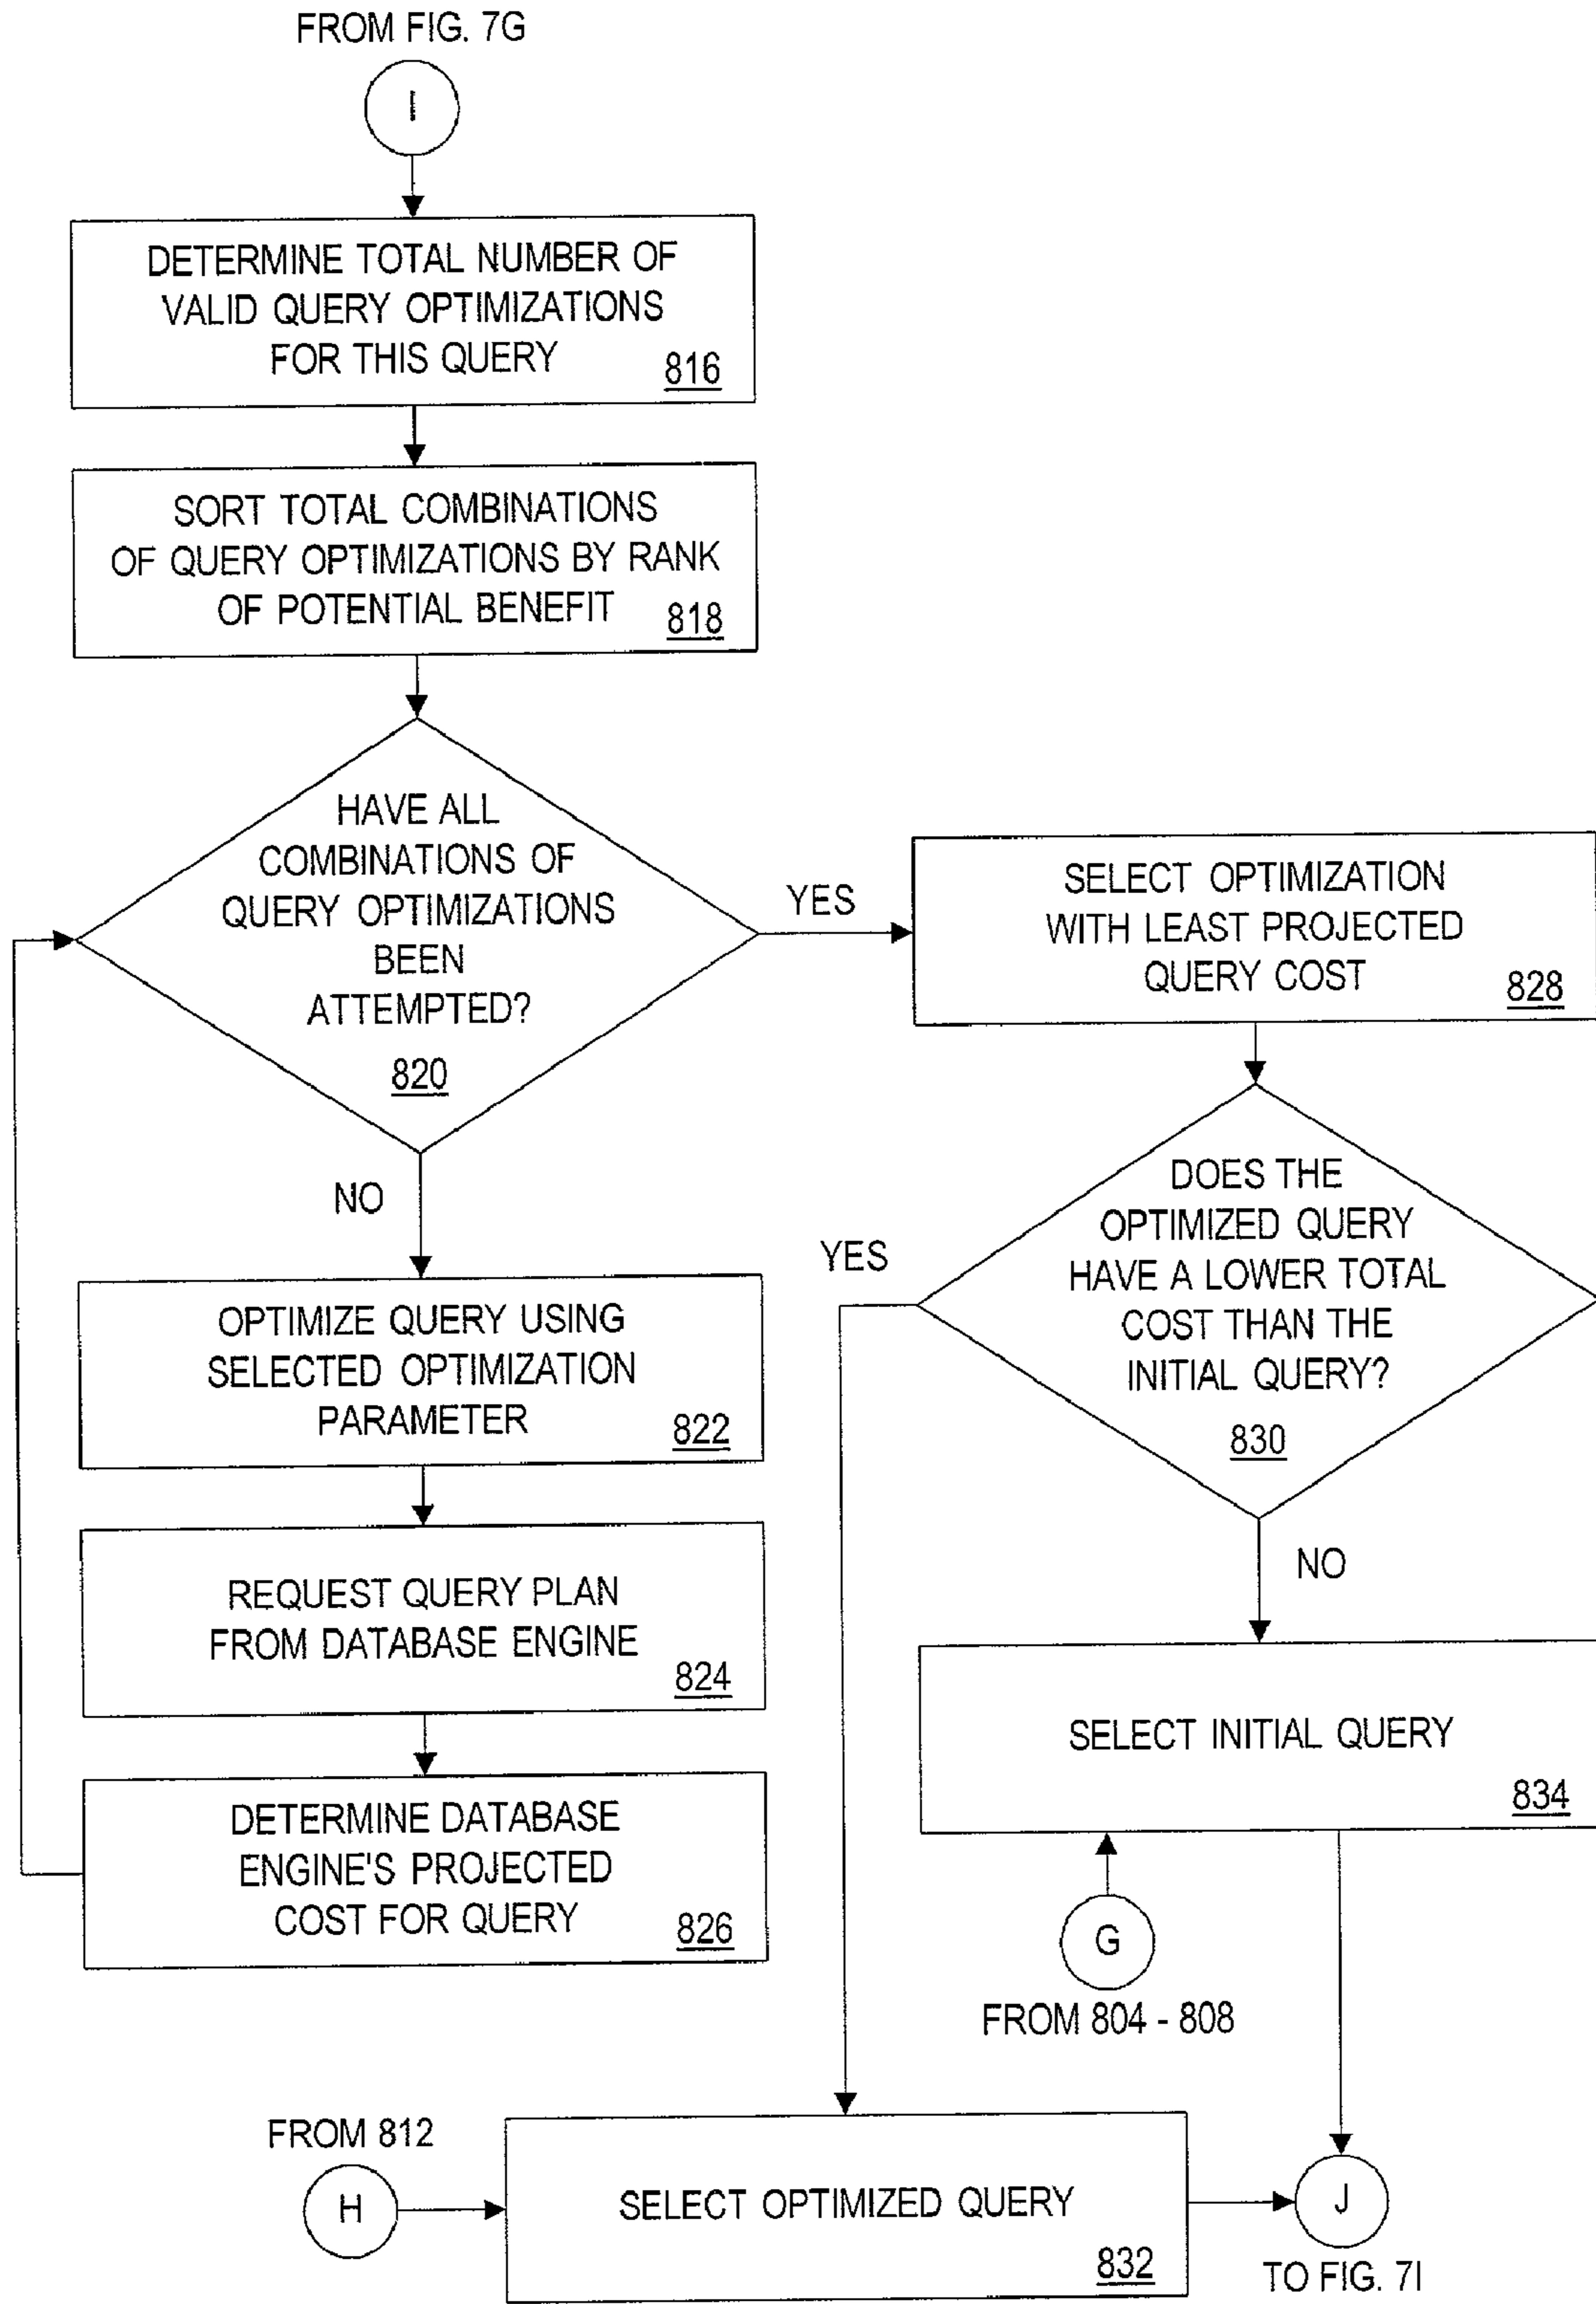 FROM FIG. 7G
I
DETERMINE TOTAL NUMBER OF
VALID QUERY OPTIMIZATIONS
FOR THIS QUERY
816
SORT TOTAL COMBINATIONS
OF QUERY OPTIMIZATIONS BY RANK
OF POTENTIAL BENEFIT
818
HAVE ALL
COMBINATIONS OF
QUERY OPTIMIZATIONS
BEEN
ATTEMPTED?
820
YES
NO
OPTIMIZE QUERY USING
SELECTED OPTIMIZATION
PARAMETER
822
REQUEST QUERY PLAN
FROM DATABASE ENGINE
824
DETERMINE DATABASE
ENGINE'S PROJECTED
COST FOR QUERY
826
SELECT OPTIMIZATION
WITH LEAST PROJECTED
QUERY COST
828
DOES THE
OPTIMIZED QUERY
HAVE A LOWER TOTAL
COST THAN THE
INITIAL QUERY?
830
YES
NO
SELECT INITIAL QUERY
834
G
FROM 804 - 808
FROM 812
H
SELECT OPTIMIZED QUERY
832
J
TO FIG. 7I